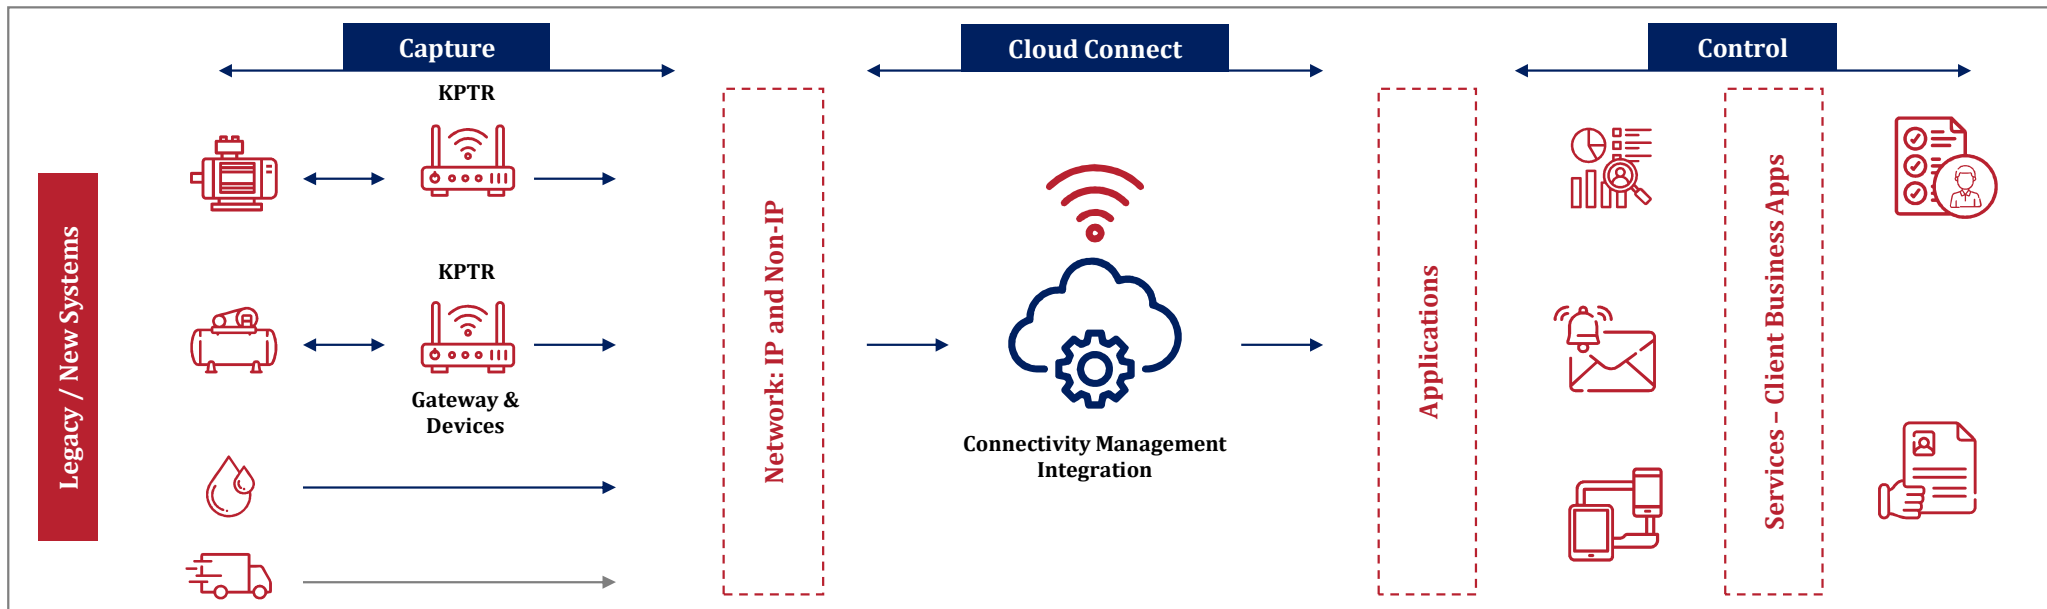 Capture
Cloud Connect
Control
KPTR
KPTR
Gateway &
Devices
Legacy / New Systems
Network: IP and Non-IP
Connectivity Management
Integration
Applications
Services – Client Business Apps